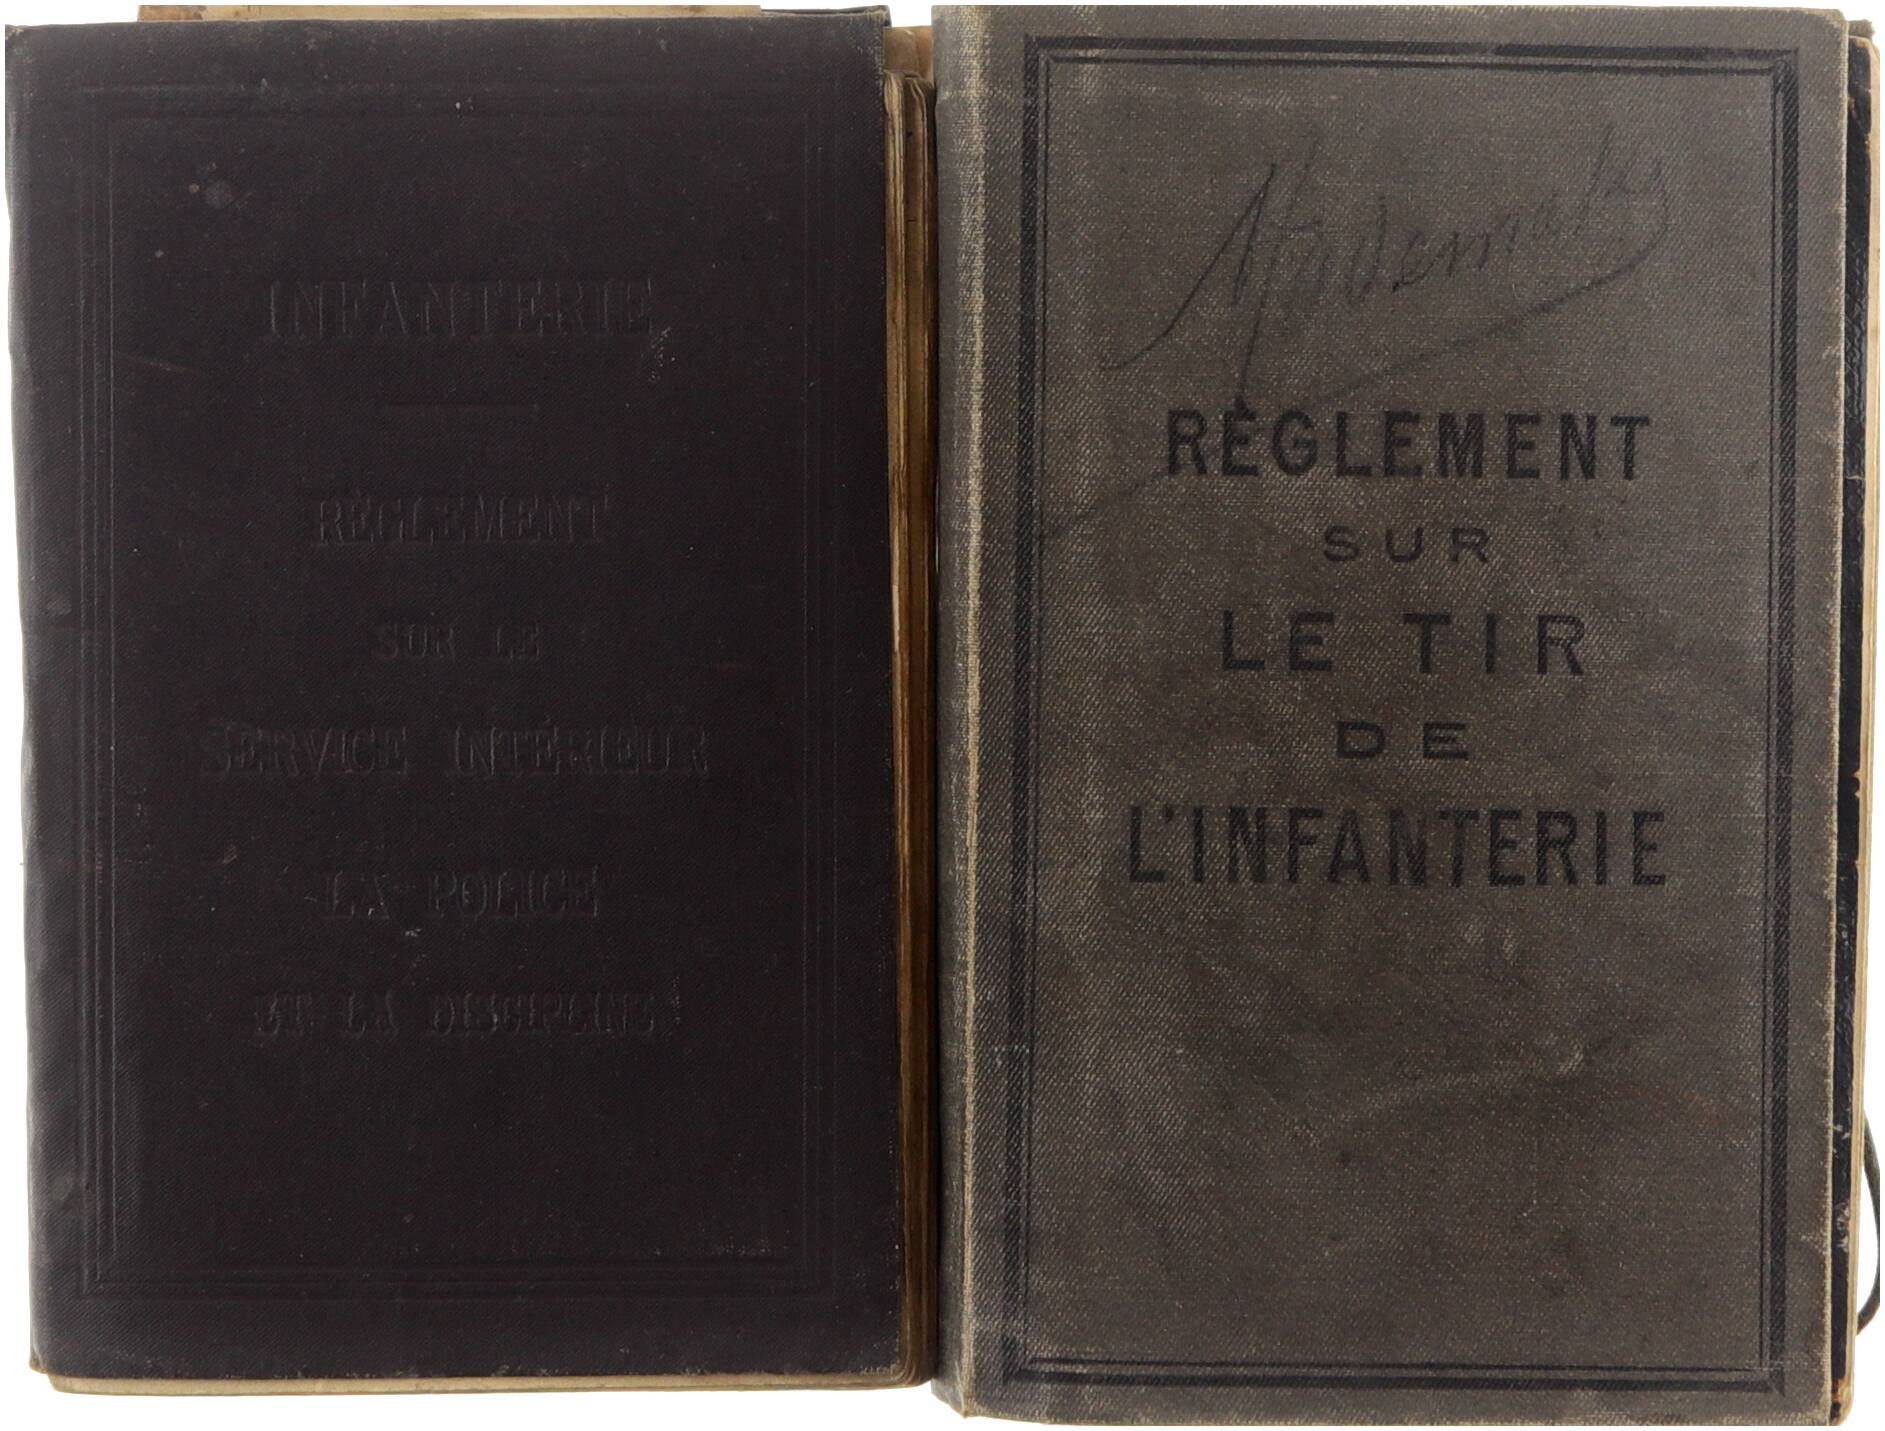 INFANTERIE
RÈGLEMENT
SUR LE
SERVICE INTÉRIEUR
LA POLICE
ET LA DISCIPLINE
RÈGLEMENT
SUR
LE TIR
DE
L'INFANTERIE